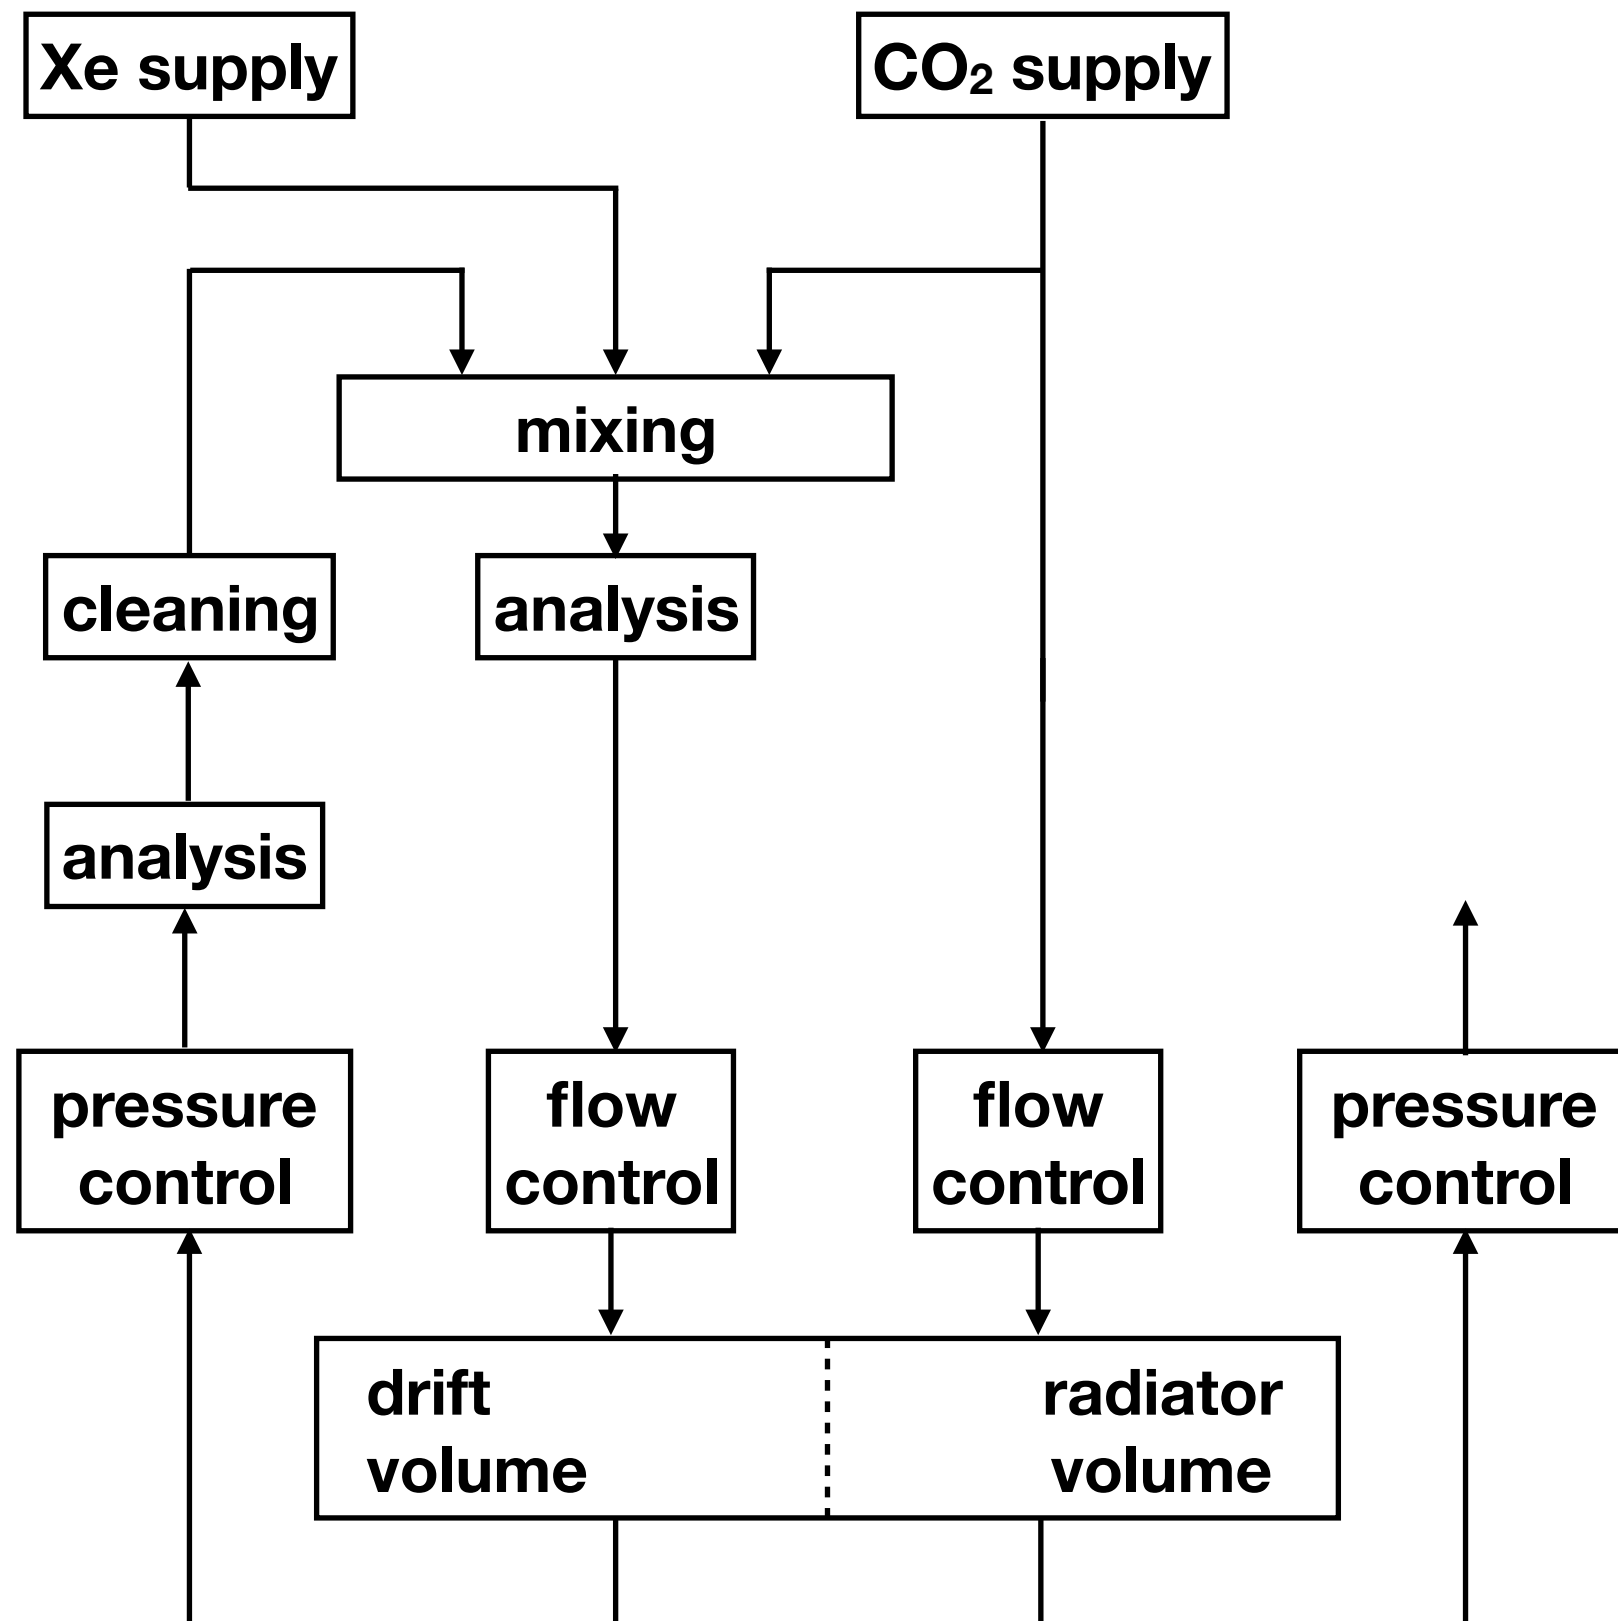 Xe supply
CO₂ supply
mixing
cleaning
analysis
analysis
pressure
control
flow
control
flow
control
pressure
control
drift
volume
radiator
volume